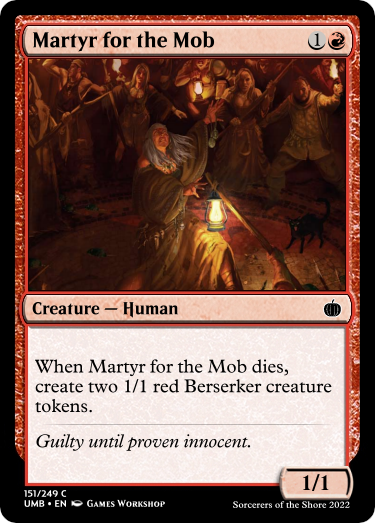 Martyr for the Mob 1
Creature — Human
When Martyr for the Mob dies,
create two 1/1 red Berserker creature
tokens.
Guilty until proven innocent.
1/1
151/249 C
UMB • EN Games Workshop Sorcerers of the Shore 2022